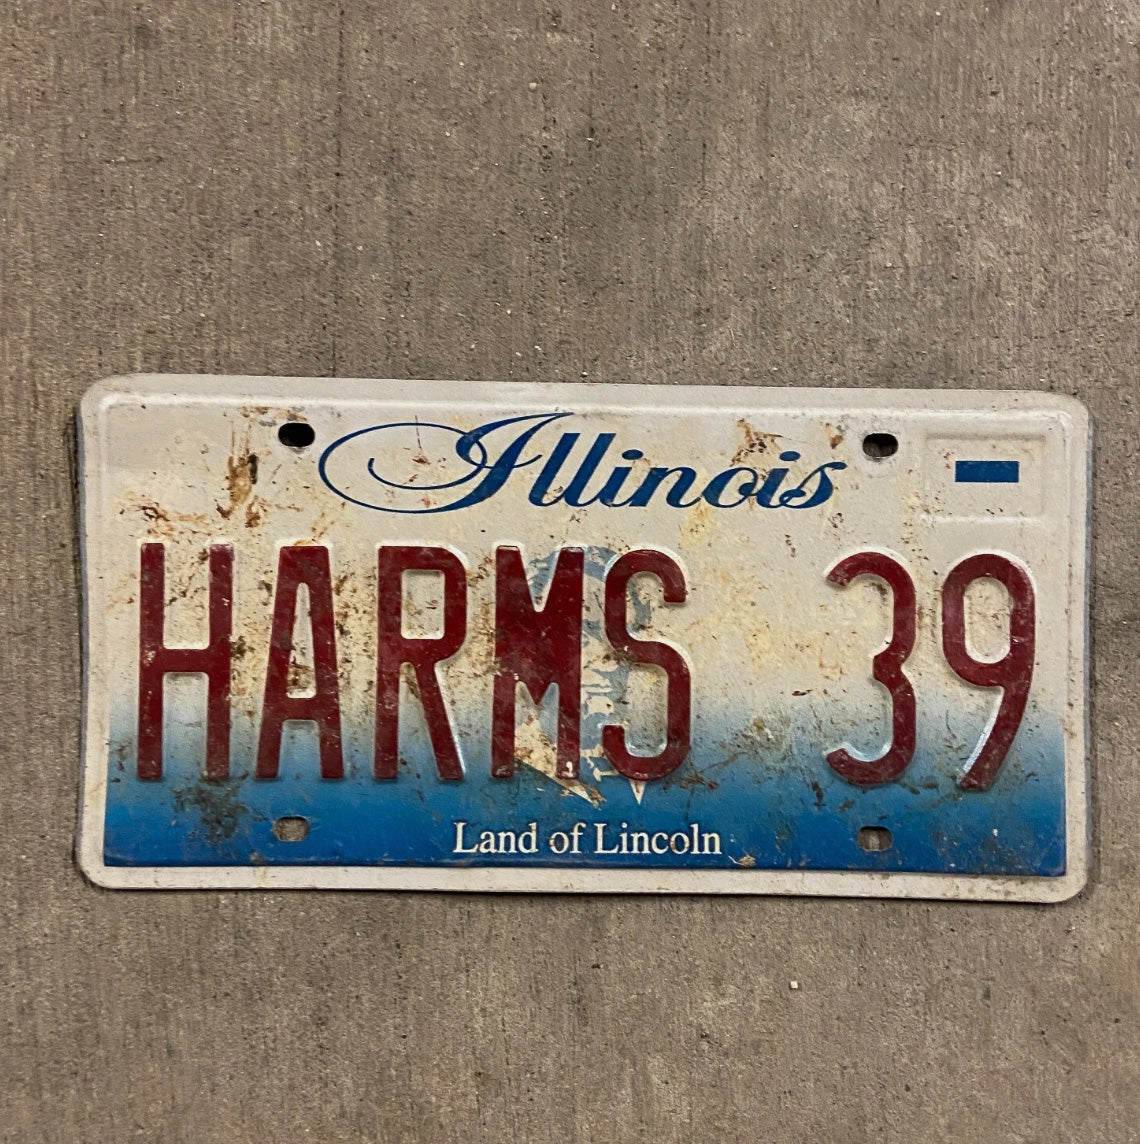 Illinois
HARMS 39
Land of Lincoln